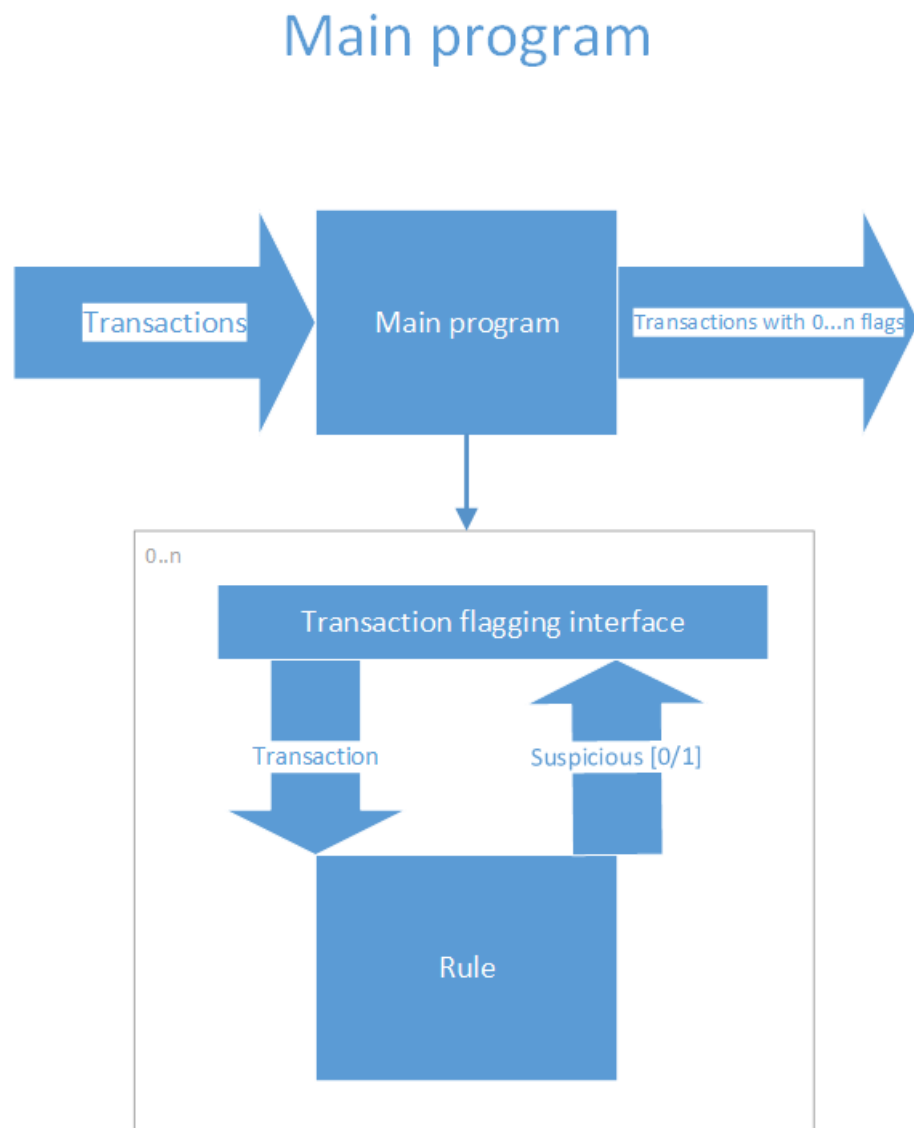 Main program
Transactions
Main program
Transactions with 0...n flags
0..n
Transaction flagging interface
Transaction
Suspicious [0/1]
Rule